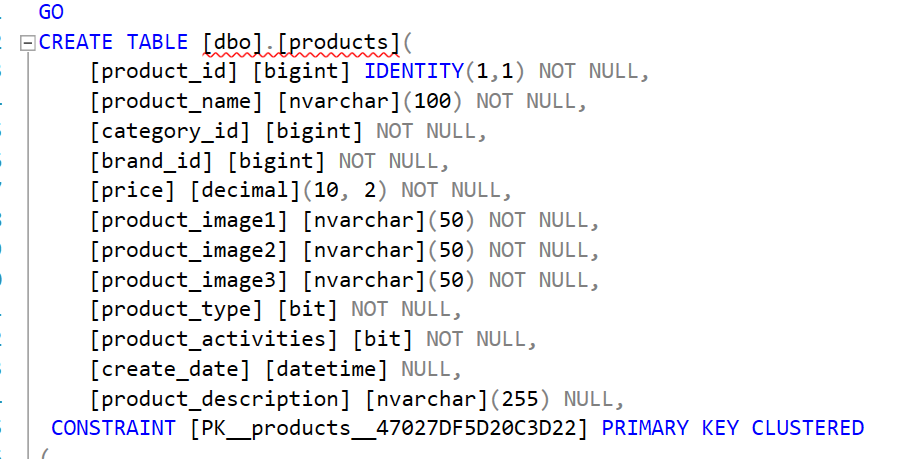 GO
CREATE TABLE [dbo].[products](
[product_id] [bigint] IDENTITY(1,1) NOT NULL,
[product_name] [nvarchar](100) NOT NULL,
[category_id] [bigint] NOT NULL,
[brand_id] [bigint] NOT NULL,
[price] [decimal](10, 2) NOT NULL,
[product_image1] [nvarchar](50) NOT NULL,
[product_image2] [nvarchar](50) NOT NULL,
[product_image3] [nvarchar](50) NOT NULL,
[product_type] [bit] NOT NULL,
[product_activities] [bit] NOT NULL,
[create_date] [datetime] NULL,
[product_description] [nvarchar](255) NULL,
CONSTRAINT [PK__products__47027DF5D20C3D22] PRIMARY KEY CLUSTERED
(